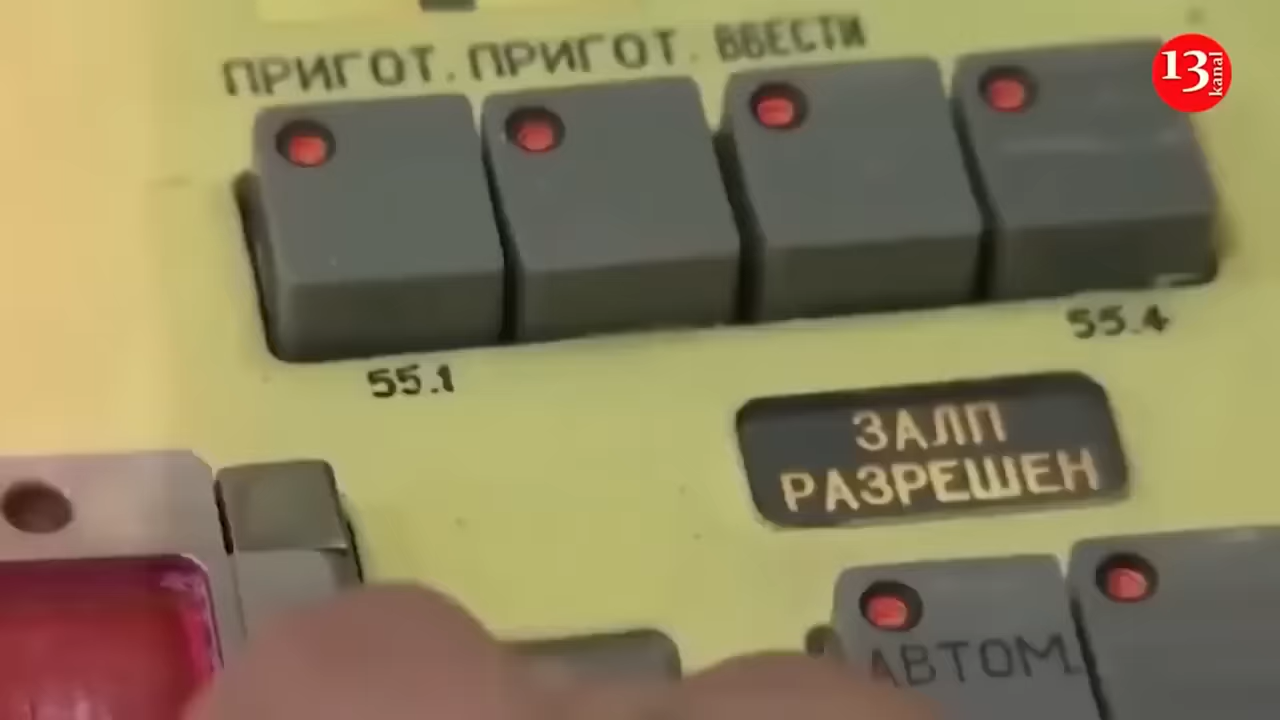 ПРИГОТ. ПРИГОТ. ВВЕСТИ
13 kanal
55.1
55.4
ЗАЛП
РАЗРЕШЕН
АВТОМ.